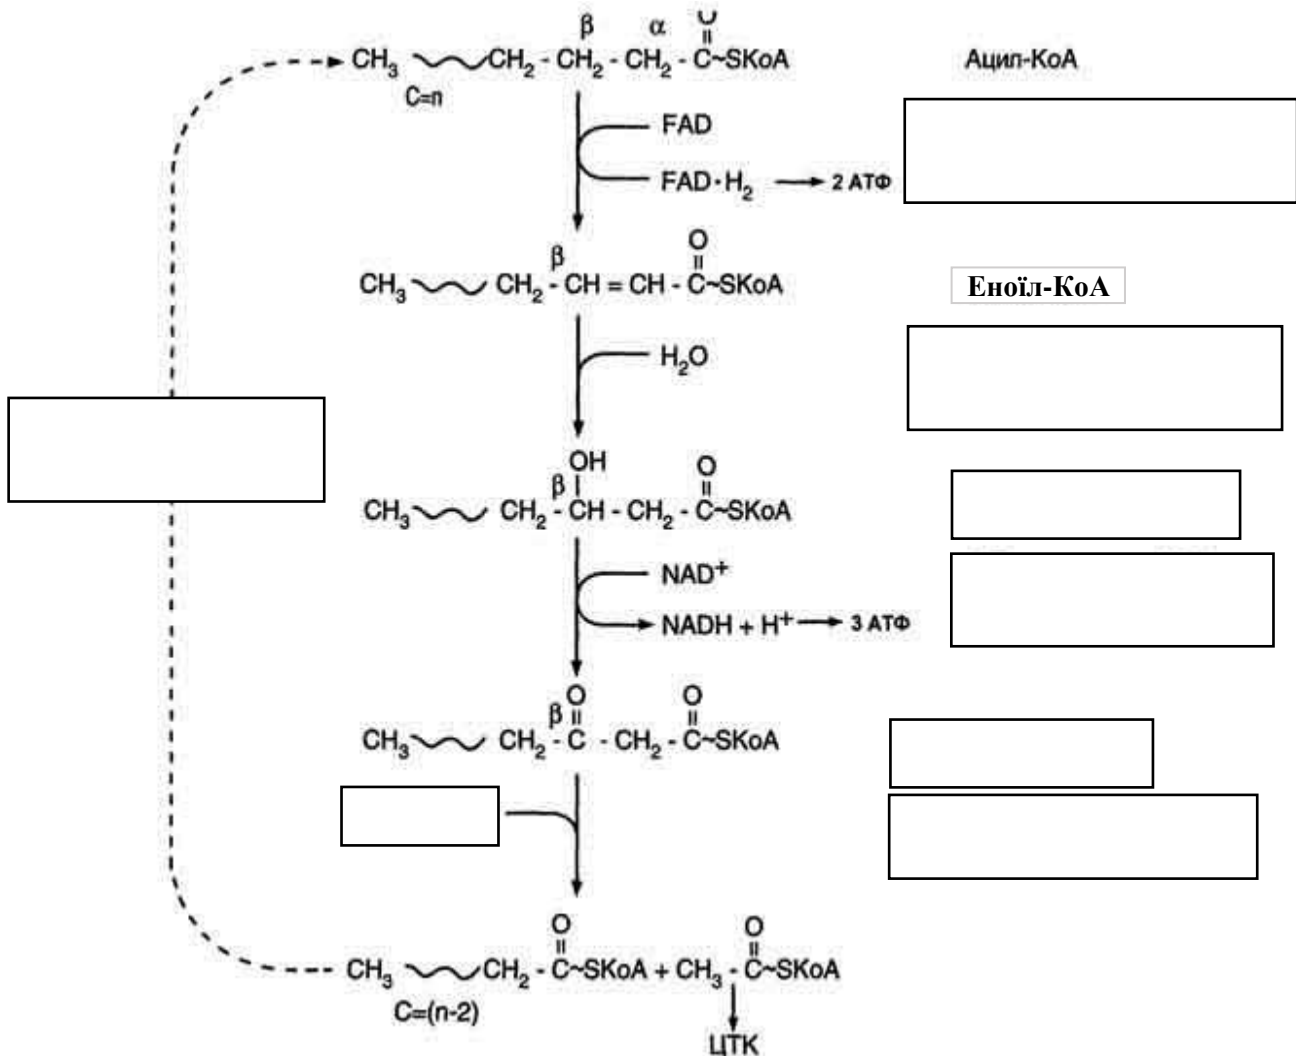 β α
CH₃ CH₂ - CH₂ - CH₂ - C~SKoA Ацил-КоА
C=n
FAD
FAD·H₂ → 2 АТФ
O
β
CH₃ CH₂ - CH = CH - C~SKoA
Еноїл-КоА
H₂O
OH O
β
CH₃ CH₂ - CH - CH₂ - C~SKoA
NAD⁺
NADH + H⁺ → 3 АТФ
O O
β
CH₃ CH₂ - C - CH₂ - C~SKoA
O O
CH₃ CH₂ - C~SKoA + CH₃ - C~SKoA
C=(n-2)
ЦТК